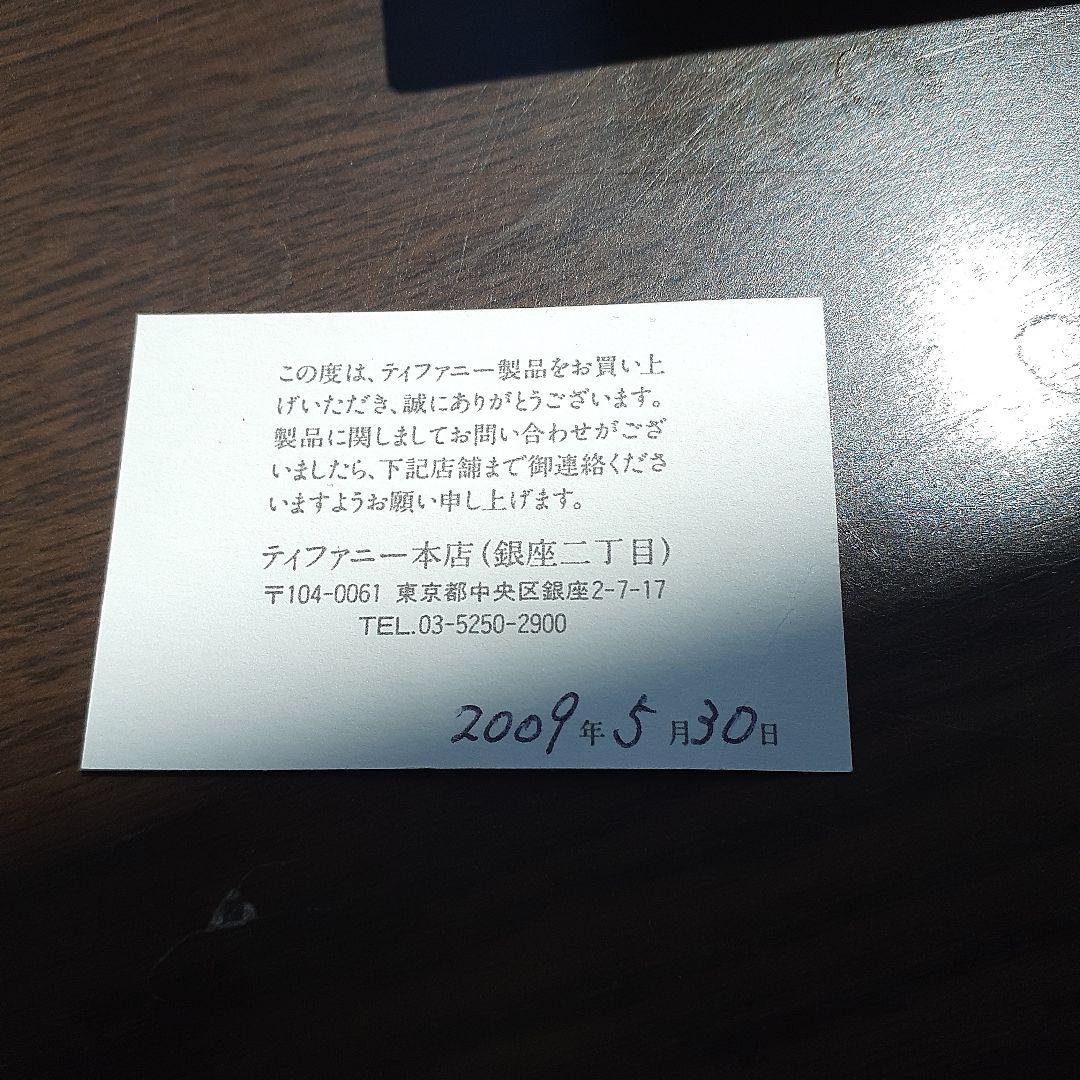 この度は、ティファニー製品をお買い上
げいただき、誠にありがとうございます。
製品に関しましてお問い合わせがござ
いましたら、下記店舗まで御連絡くださ
いますようお願い申し上げます。
ティファニー本店(銀座二丁目)
〒104-0061 東京都中央区銀座2-7-17
TEL.03-5250-2900
2009年5月30日